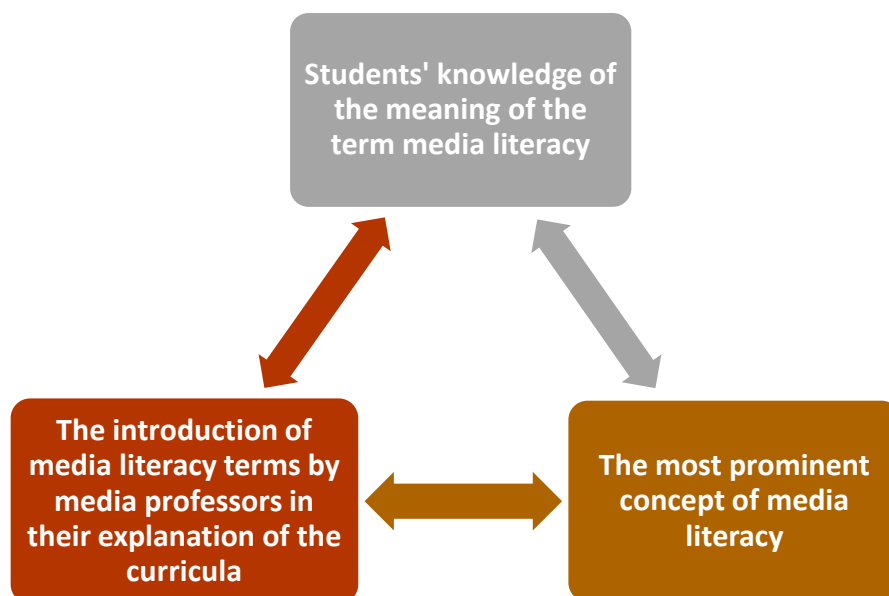 Students' knowledge of
the meaning of the
term media literacy
The introduction of
media literacy terms by
media professors in
their explanation of the
curricula
The most prominent
concept of media
literacy